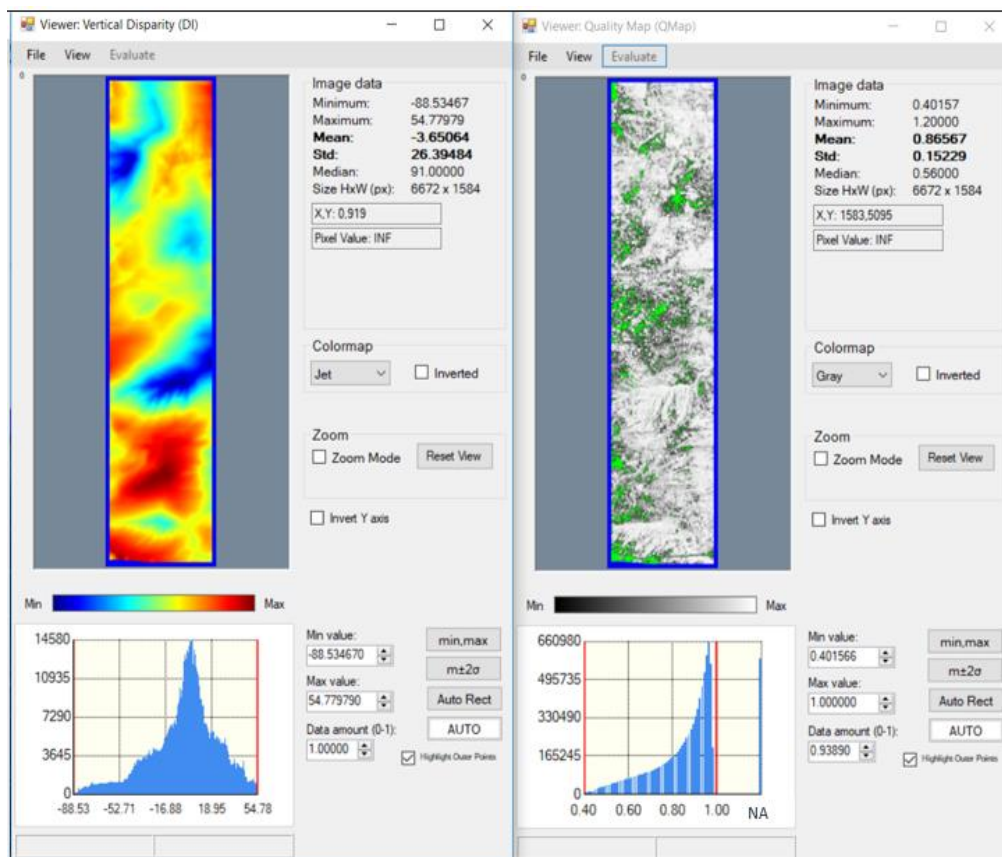 Viewer: Vertical Disparity (DI)
File View Evaluate
0
Image data
Minimum: -88.53467
Maximum: 54.77979
Mean: -3.65064
Std: 26.39484
Median: 91.00000
Size HxW (px): 6672 x 1584
X,Y: 0.919
Pixel Value: INF
Colormap
Jet
Inverted
Zoom
Zoom Mode
Reset View
Invert Y axis
Min Max
14580
10935
7290
3645
0
-88.53 -52.71 -16.88 18.95 54.78
Min value:
-88.534670
Max value:
54.779790
Data amount (0-1):
1.00000
min,max
m±2σ
Auto Rect
AUTO
Highlight Outer Points
Viewer: Quality Map (QMap)
File View Evaluate
0
Image data
Minimum: 0.40157
Maximum: 1.20000
Mean: 0.86567
Std: 0.15229
Median: 0.56000
Size HxW (px): 6672 x 1584
X,Y: 1583,5095
Pixel Value: INF
Colormap
Gray
Inverted
Zoom
Zoom Mode
Reset View
Invert Y axis
Min Max
660980
495735
330490
165245
0
0.40 0.60 0.80 1.00 NA
Min value:
0.401566
Max value:
1.000000
Data amount (0-1):
0.93890
min,max
m±2σ
Auto Rect
AUTO
Highlight Outer Points